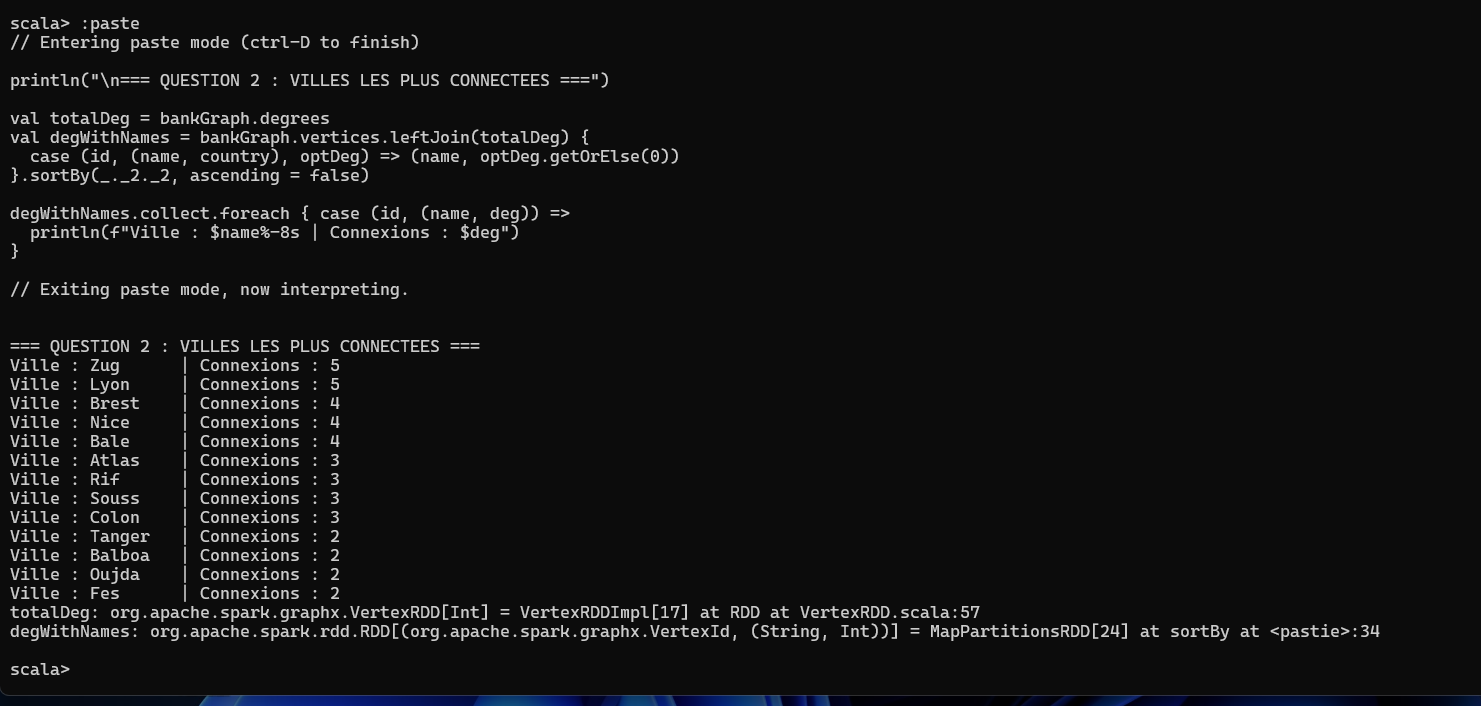 scala> :paste
// Entering paste mode (ctrl-D to finish)
println("\n=== QUESTION 2 : VILLES LES PLUS CONNECTEES ===")
val totalDeg = bankGraph.degrees
val degWithNames = bankGraph.vertices.leftJoin(totalDeg) {
  case (id, (name, country), optDeg) => (name, optDeg.getOrElse(0))
}.sortBy(_._2._2, ascending = false)
degWithNames.collect.foreach { case (id, (name, deg)) =>
  println(f"Ville : $name%-8s | Connexions : $deg")
}
// Exiting paste mode, now interpreting.
=== QUESTION 2 : VILLES LES PLUS CONNECTEES ===
Ville : Zug      | Connexions : 5
Ville : Lyon     | Connexions : 5
Ville : Brest    | Connexions : 4
Ville : Nice     | Connexions : 4
Ville : Bale     | Connexions : 4
Ville : Atlas    | Connexions : 3
Ville : Rif      | Connexions : 3
Ville : Souss    | Connexions : 3
Ville : Colon    | Connexions : 3
Ville : Tanger   | Connexions : 2
Ville : Balboa   | Connexions : 2
Ville : Oujda    | Connexions : 2
Ville : Fes      | Connexions : 2
totalDeg: org.apache.spark.graphx.VertexRDD[Int] = VertexRDDImpl[17] at RDD at VertexRDD.scala:57
degWithNames: org.apache.spark.rdd.RDD[(org.apache.spark.graphx.VertexId, (String, Int))] = MapPartitionsRDD[24] at sortBy at <pastie>:34
scala>